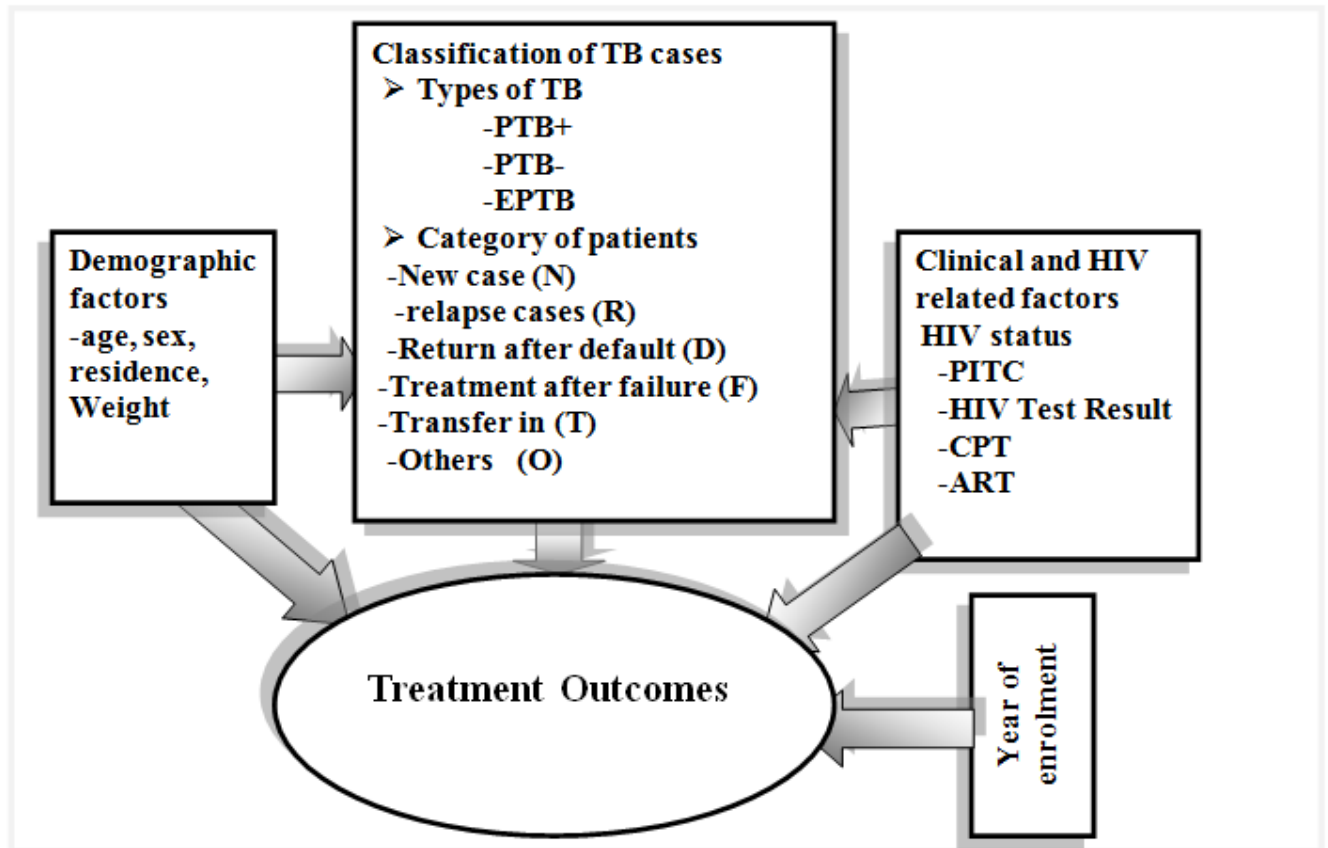 Classification of TB cases
➢ Types of TB
-PTB+
-PTB-
-EPTB
➢ Category of patients
-New case (N)
-relapse cases (R)
-Return after default (D)
-Treatment after failure (F)
-Transfer in (T)
-Others (O)
Demographic
factors
-age, sex,
residence,
Weight
Clinical and HIV
related factors
HIV status
-PITC
-HIV Test Result
-CPT
-ART
Treatment Outcomes
Year of
enrolment